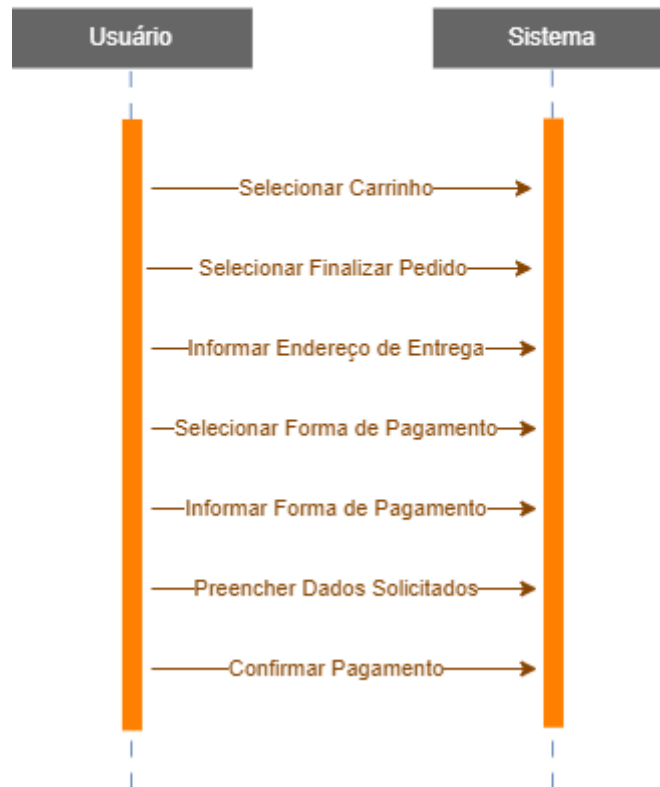 Usuário
Sistema
Selecionar Carrinho
Selecionar Finalizar Pedido
Informar Endereço de Entrega
Selecionar Forma de Pagamento
Informar Forma de Pagamento
Preencher Dados Solicitados
Confirmar Pagamento